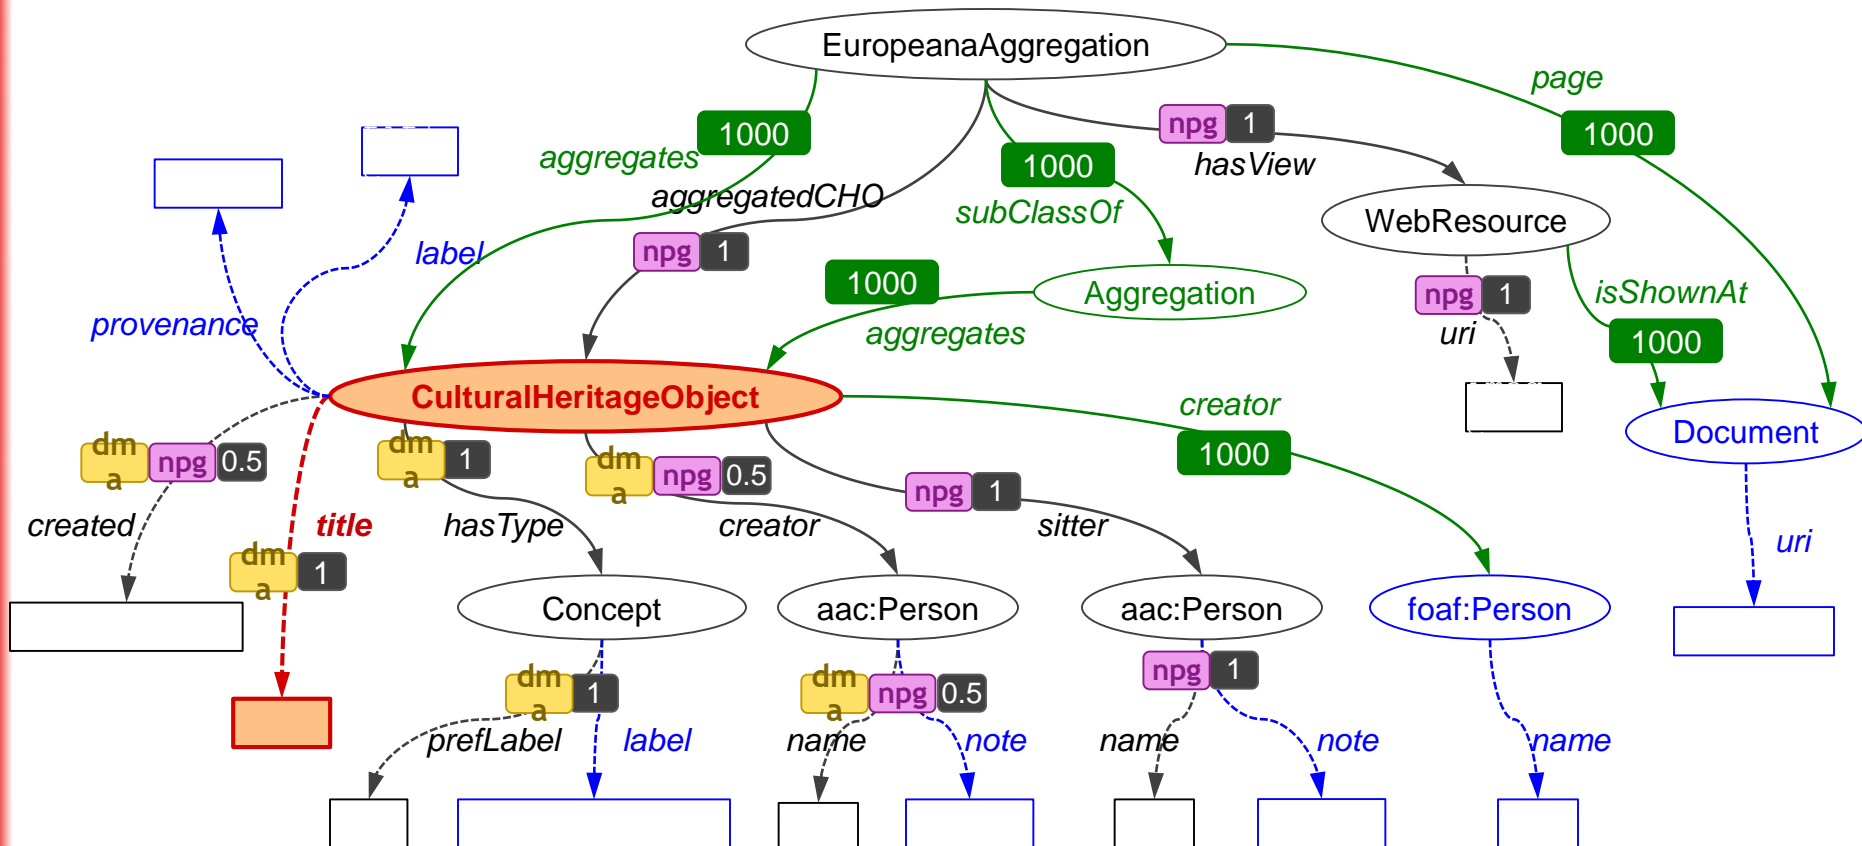 EuropeanaAggregation
page
1000
npg 1
1000
aggregates
1000
hasView
aggregatedCHO
subClassOf
WebResource
label
npg 1
1000
Aggregation
npg 1
isShownAt
provenance
aggregates
uri
1000
CulturalHeritageObject
creator
Document
1000
dm
a
npg 0.5
dm
a
1
dm
a
npg 0.5
npg 1
created
title
hasType
creator
sitter
uri
dm
a
1
Concept
aac:Person
aac:Person
foaf:Person
npg 1
dm
a
1
dm
a
npg 0.5
prefLabel
label
name
note
name
note
name